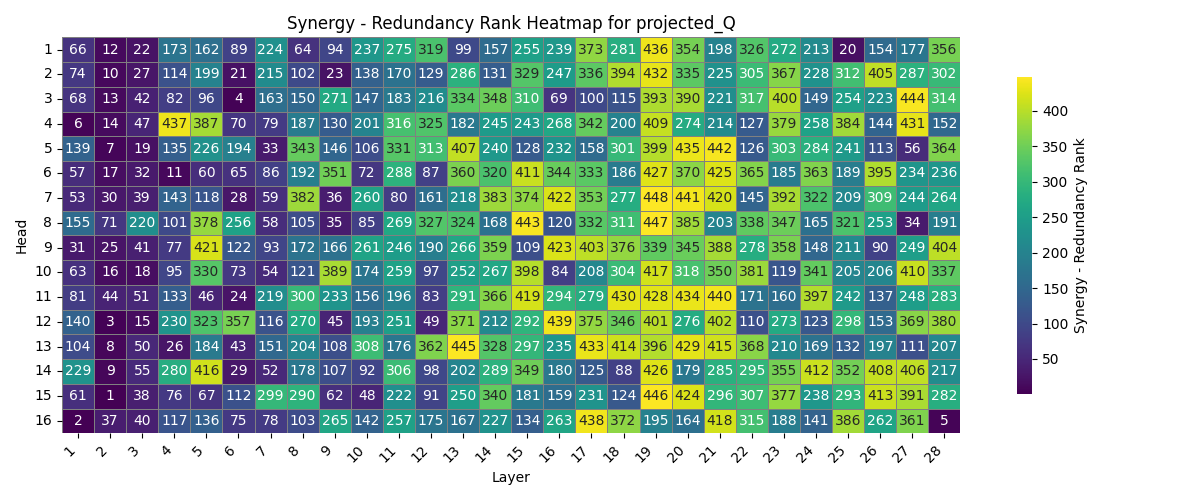 Synergy - Redundancy Rank Heatmap for projected_Q
1 66 12 22 173 162 89 224 64 94 237 275 319 99 157 255 239 373 281 436 354 198 326 272 213 20 154 177 356
2 74 10 27 114 199 21 215 102 23 138 170 129 286 131 329 247 336 394 432 335 225 305 367 228 312 405 287 302
3 68 13 42 82 96 4 163 150 271 147 183 216 334 348 310 69 100 115 393 390 221 317 400 149 254 223 444 314
4 6 14 47 437 387 70 79 187 130 201 316 325 182 245 243 268 342 200 409 274 214 127 379 258 384 144 431 152
5 139 7 19 135 226 194 33 343 146 106 331 313 407 240 128 232 158 301 399 435 442 126 303 284 241 113 56 364
6 57 17 32 11 60 65 86 192 351 72 288 87 360 320 411 344 333 186 427 370 425 365 185 363 189 395 234 236
7 53 30 39 143 118 28 59 382 36 260 80 161 218 383 374 422 353 277 448 441 420 145 392 322 209 309 244 264
8 155 71 220 101 378 256 58 105 35 85 269 327 324 168 443 120 332 311 447 385 203 338 347 165 321 253 34 191
9 31 25 41 77 421 122 93 172 166 261 246 190 266 359 109 423 403 376 339 345 388 278 358 148 211 90 249 404
10 63 16 18 95 330 73 54 121 389 174 259 97 252 267 398 84 208 304 417 318 350 381 119 341 205 206 410 337
11 81 44 51 133 46 24 219 300 233 156 196 83 291 366 419 294 279 430 428 434 440 171 160 397 242 137 248 283
12 140 3 15 230 323 357 116 270 45 193 251 49 371 212 292 439 375 346 401 276 402 110 273 123 298 153 369 380
13 104 8 50 26 184 43 151 204 108 308 176 362 445 328 297 235 433 414 396 429 415 368 210 169 132 197 111 207
14 229 9 55 280 416 29 52 178 107 92 306 98 202 289 349 180 125 88 426 179 285 295 355 412 352 408 406 217
15 61 1 38 76 67 112 299 290 62 48 222 91 250 340 181 159 231 124 446 424 296 307 377 238 293 413 391 282
16 2 37 40 117 136 75 78 103 265 142 257 175 167 227 134 263 438 372 195 164 418 315 188 141 386 262 361 5
1 2 3 4 5 6 7 8 9 10 11 12 13 14 15 16 17 18 19 20 21 22 23 24 25 26 27 28
Layer
Head
400
350
300
250
200
150
100
50
Synergy - Redundancy Rank